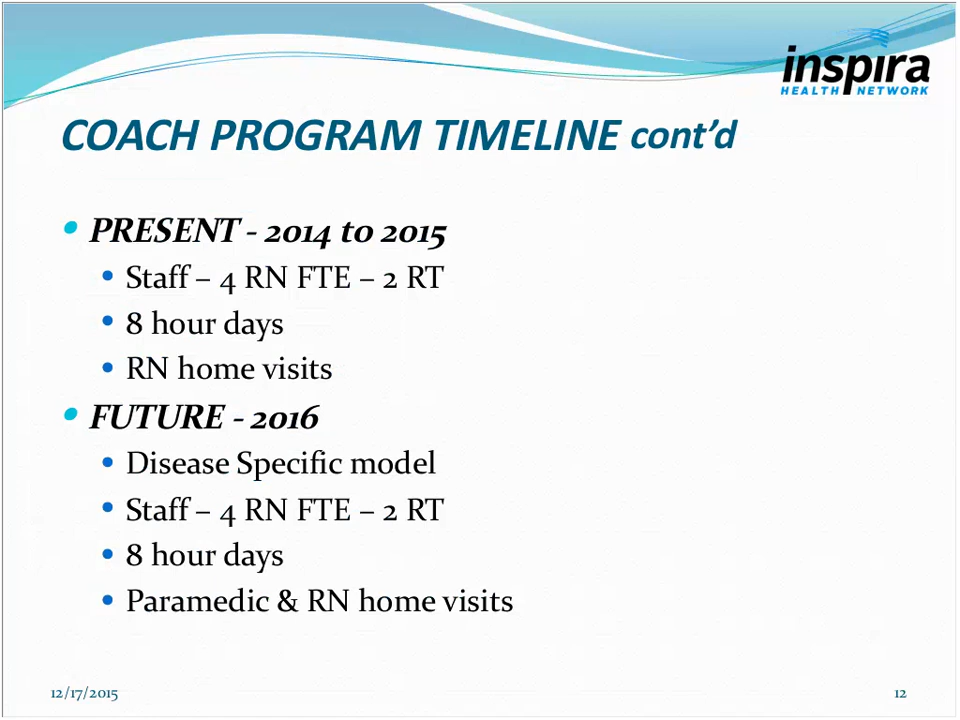 inspira
HEALTH NETWORK
COACH PROGRAM TIMELINE cont’d
• PRESENT - 2014 to 2015
• Staff – 4 RN FTE – 2 RT
• 8 hour days
• RN home visits
• FUTURE - 2016
• Disease Specific model
• Staff – 4 RN FTE – 2 RT
• 8 hour days
• Paramedic & RN home visits
12/17/2015 12